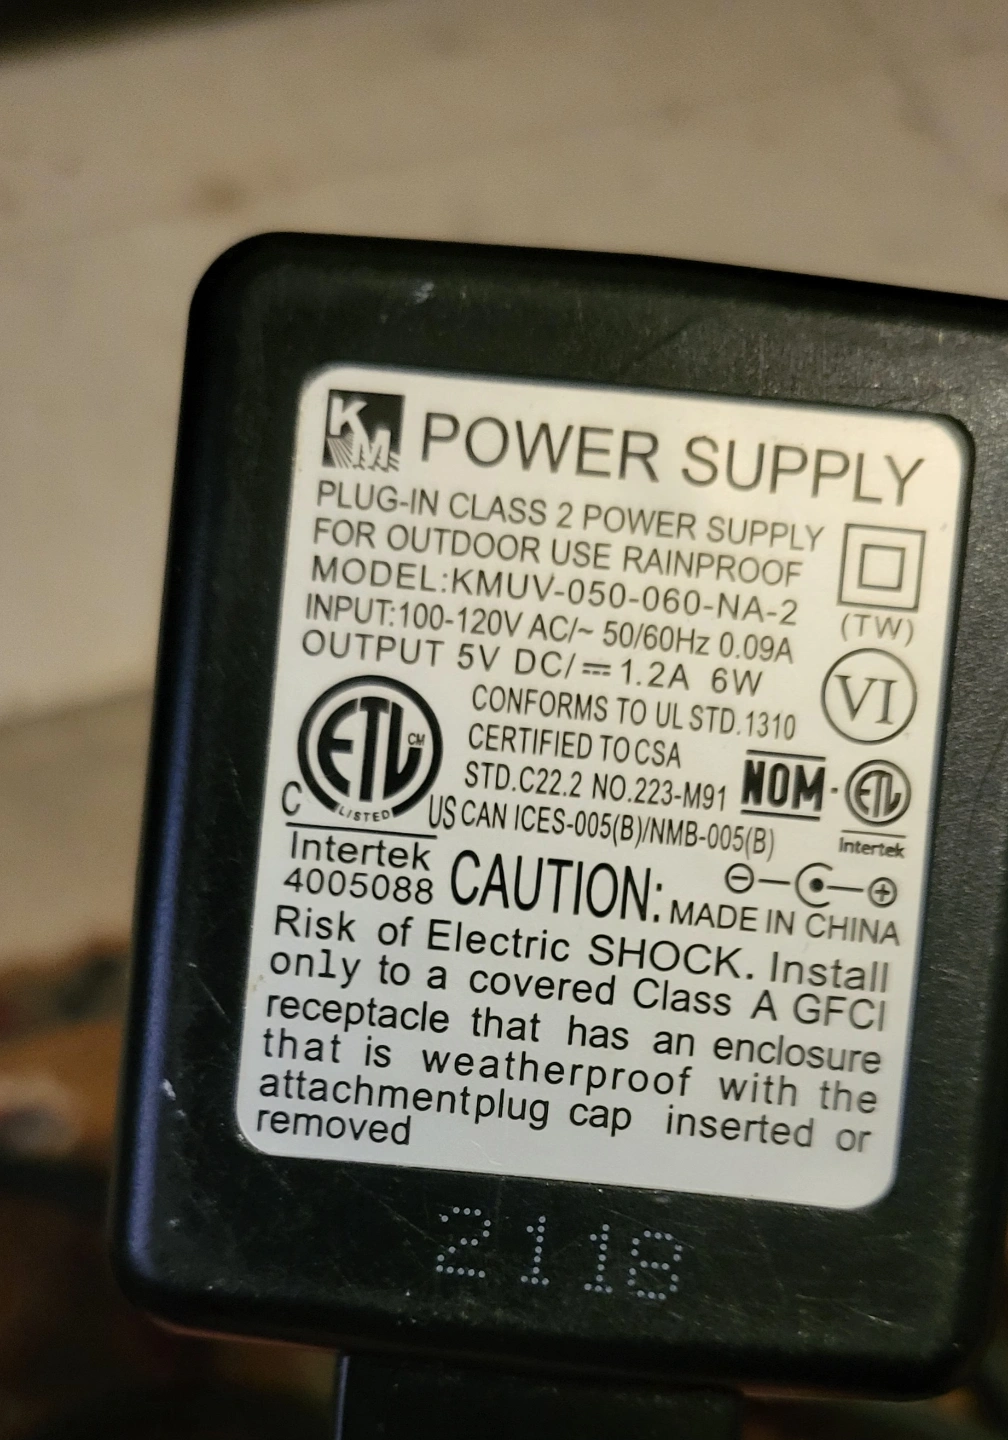 KM POWER SUPPLY
PLUG-IN CLASS 2 POWER SUPPLY
FOR OUTDOOR USE RAINPROOF
MODEL:KMUV-050-060-NA-2
(TW)
INPUT:100-120V AC/~ 50/60Hz 0.09A
OUTPUT 5V DC/⎓1.2A 6W
VI
CONFORMS TO UL STD.1310
CERTIFIED TO CSA
STD.C22.2 NO.223-M91
ETL CM
LISTED
C US
CAN ICES-005(B)/NMB-005(B)
NOM-ETL
Intertek
Intertek
4005088
CAUTION:
MADE IN CHINA
Risk of Electric SHOCK. Install
only to a covered Class A GFCI
receptacle that has an enclosure
that is weatherproof with the
attachmentplug cap inserted or
removed
2118